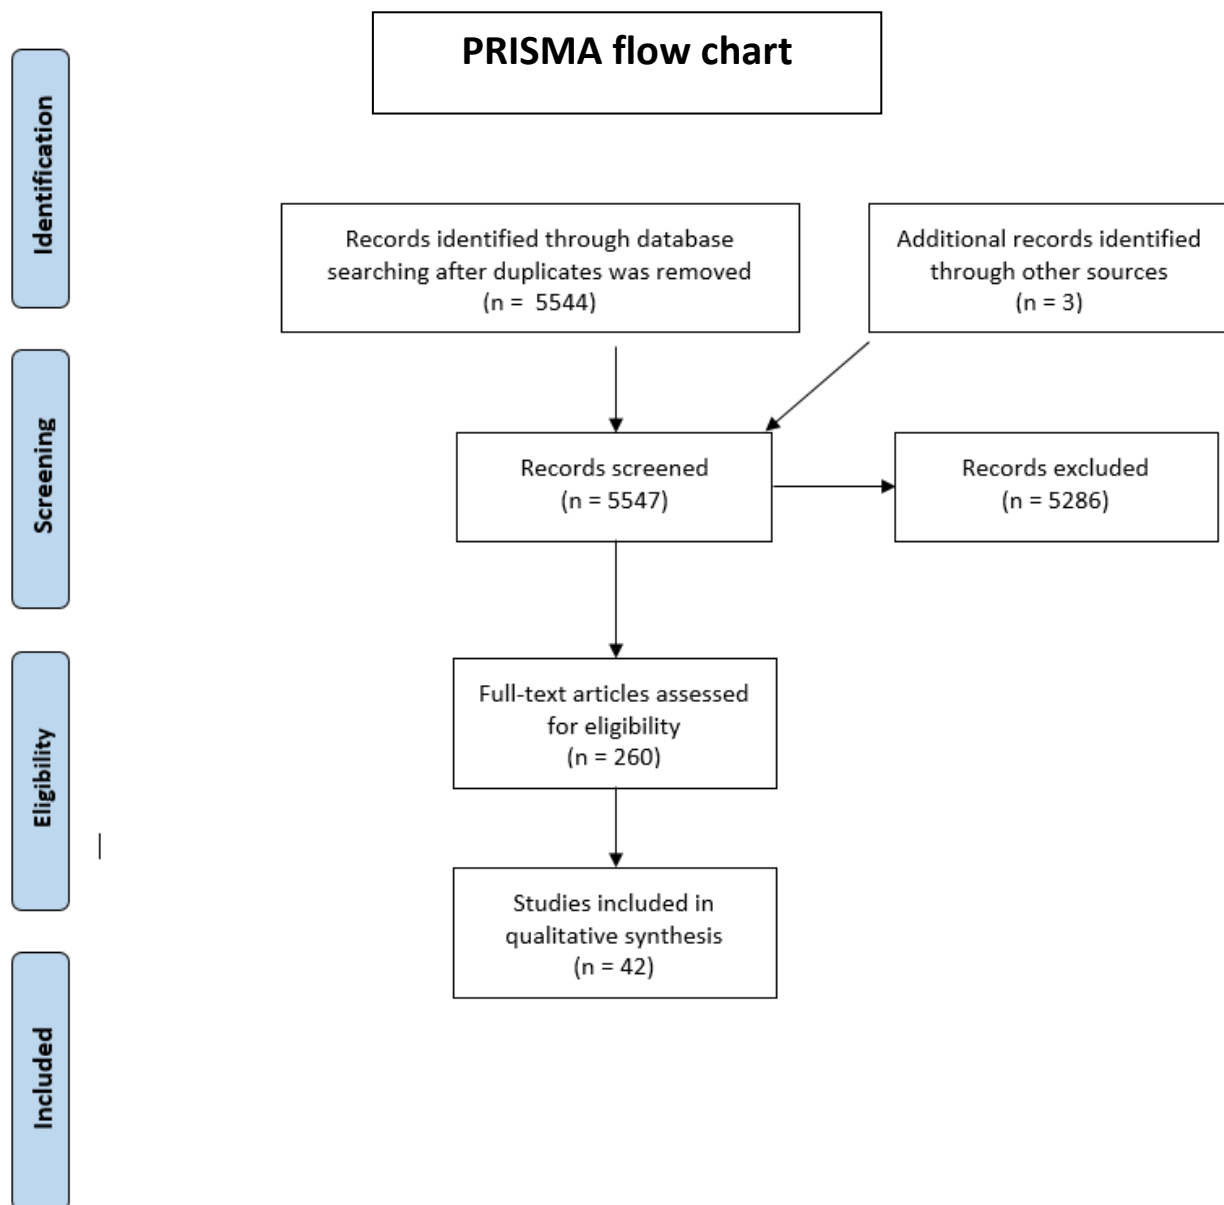 PRISMA flow chart
Identification
Records identified through database
searching after duplicates was removed
(n =  5544)
Additional records identified
through other sources
(n = 3)
Screening
Records screened
(n = 5547)
Records excluded
(n = 5286)
Eligibility
Full-text articles assessed
for eligibility
(n = 260)
Studies included in
qualitative synthesis
(n = 42)
Included